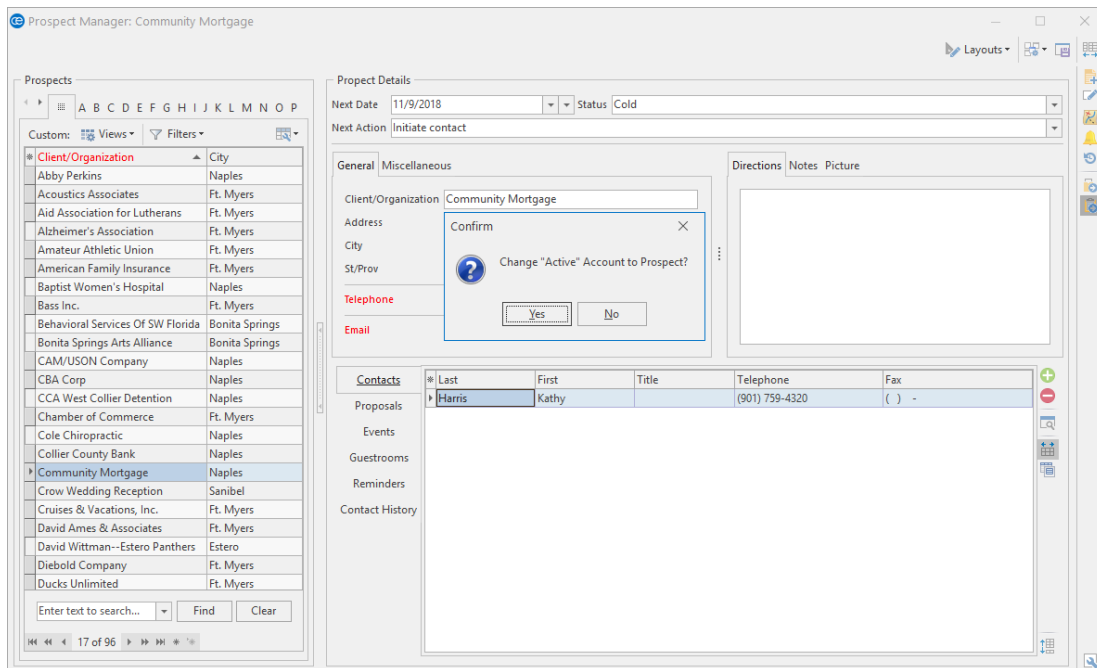 Prospect Manager: Community Mortgage
Layouts
Prospects
A B C D E F G H I J K L M N O P
Custom: Views Filters
Client/Organization City
Abby Perkins Naples
Acoustics Associates Ft. Myers
Aid Association for Lutherans Ft. Myers
Alzheimer's Association Ft. Myers
Amateur Athletic Union Ft. Myers
American Family Insurance Ft. Myers
Baptist Women's Hospital Naples
Bass Inc. Ft. Myers
Behavioral Services Of SW Florida Bonita Springs
Bonita Springs Arts Alliance Bonita Springs
CAM/USON Company Naples
CBA Corp Naples
CCA West Collier Detention Naples
Chamber of Commerce Ft. Myers
Cole Chiropractic Naples
Collier County Bank Naples
Community Mortgage Naples
Crow Wedding Reception Sanibel
Cruises & Vacations, Inc. Ft. Myers
David Ames & Associates Ft. Myers
David Wittman--Estero Panthers Estero
Diebold Company Ft. Myers
Ducks Unlimited Ft. Myers
Enter text to search... Find Clear
17 of 96
Propect Details
Next Date 11/9/2018 Status Cold
Next Action Initiate contact
General Miscellaneous
Client/Organization Community Mortgage
Address
City
St/Prov
Telephone
Email
Confirm
Change "Active" Account to Prospect?
Yes No
Directions Notes Picture
Contacts
Proposals
Events
Guestrooms
Reminders
Contact History
Last First Title Telephone Fax
Harris Kathy (901) 759-4320 ( ) -